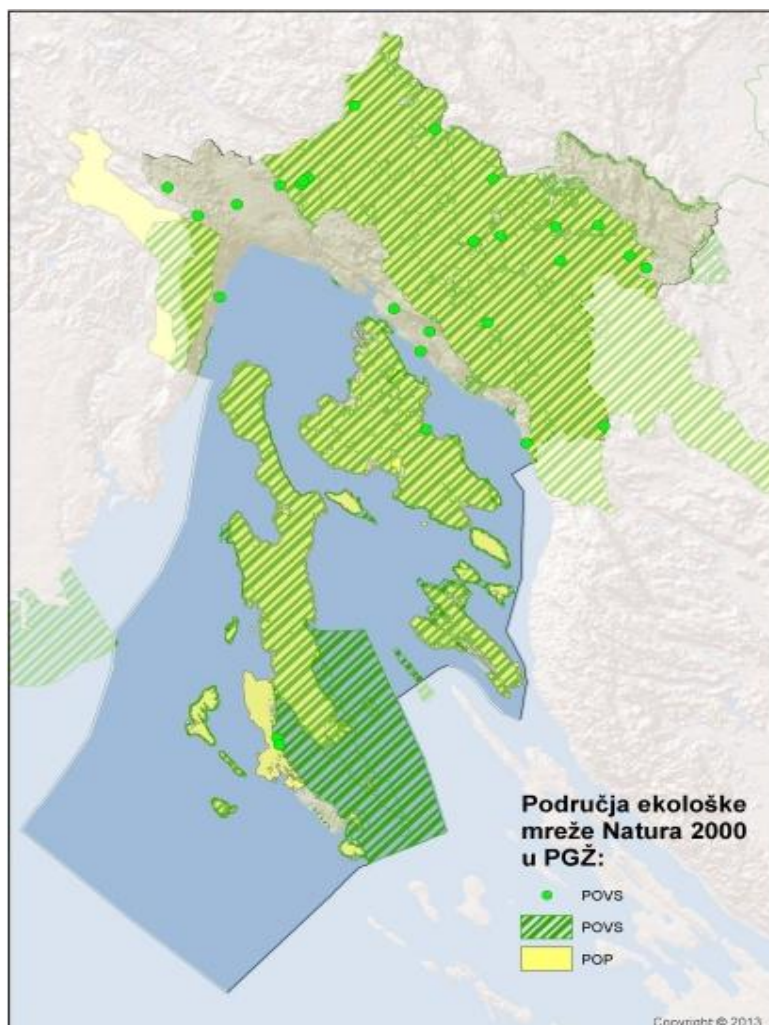 Područja ekološke
mreže Natura 2000
u PGŽ:
POVS
POVS
POP
Copyright © 2013